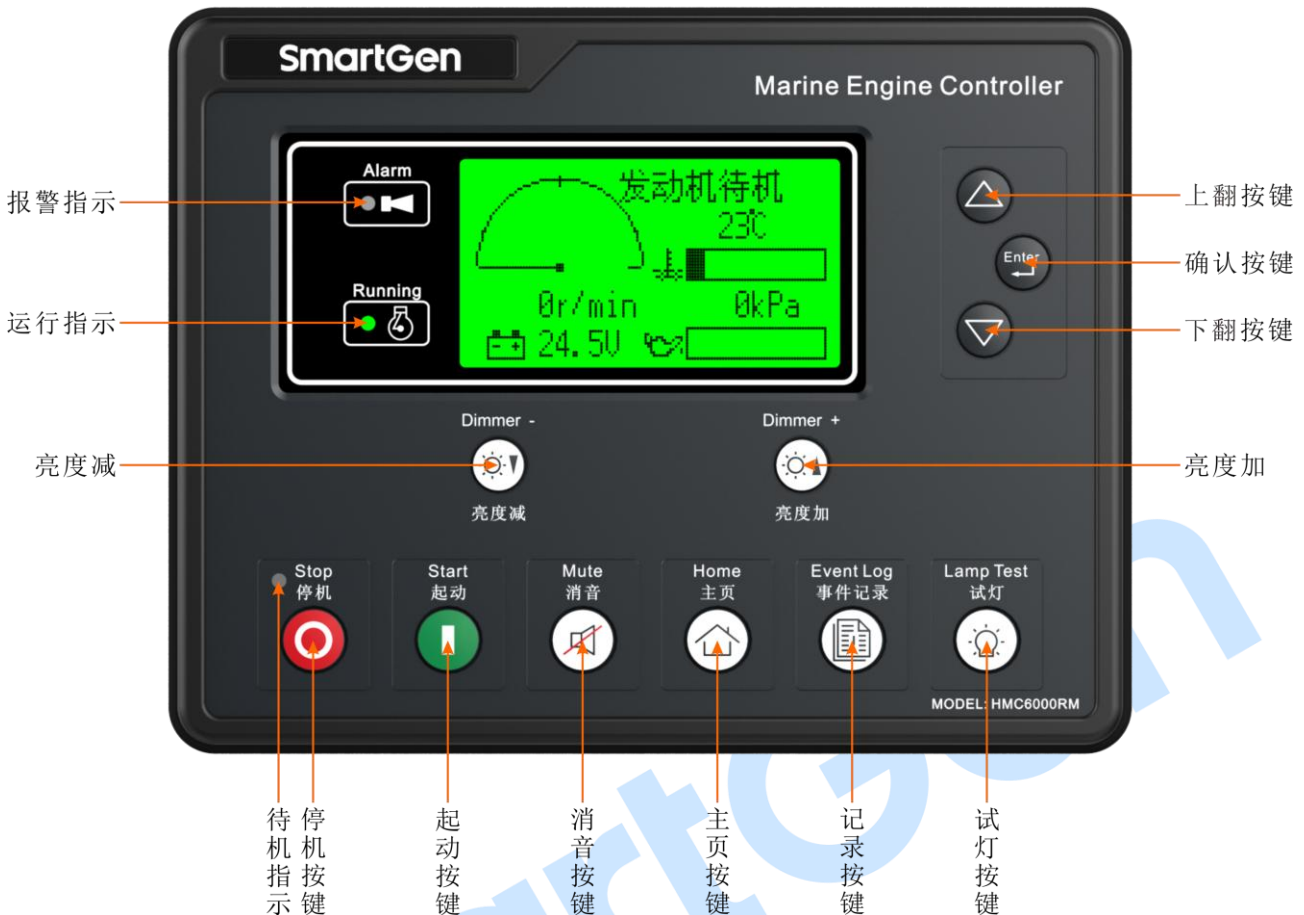 SmartGen
Marine Engine Controller
Alarm
发动机待机
23℃
报警指示
上翻按键
Enter
确认按键
Running
0r/min
0kPa
运行指示
下翻按键
24.5V
Dimmer -
Dimmer +
亮度减
亮度加
亮度减
亮度加
Stop
停机
Start
起动
Mute
消音
Home
主页
Event Log
事件记录
Lamp Test
试灯
MODEL: HMC6000RM
待机指示
停机按键
起动按键
消音按键
主页按键
记录按键
试灯按键